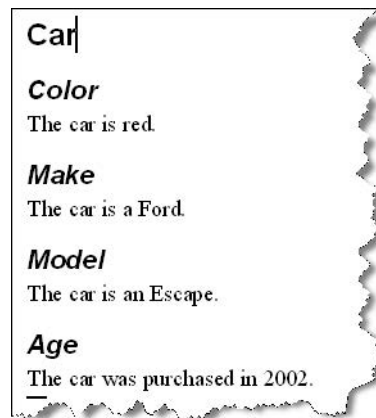 Car
Color
The car is red.
Make
The car is a Ford.
Model
The car is an Escape.
Age
The car was purchased in 2002.